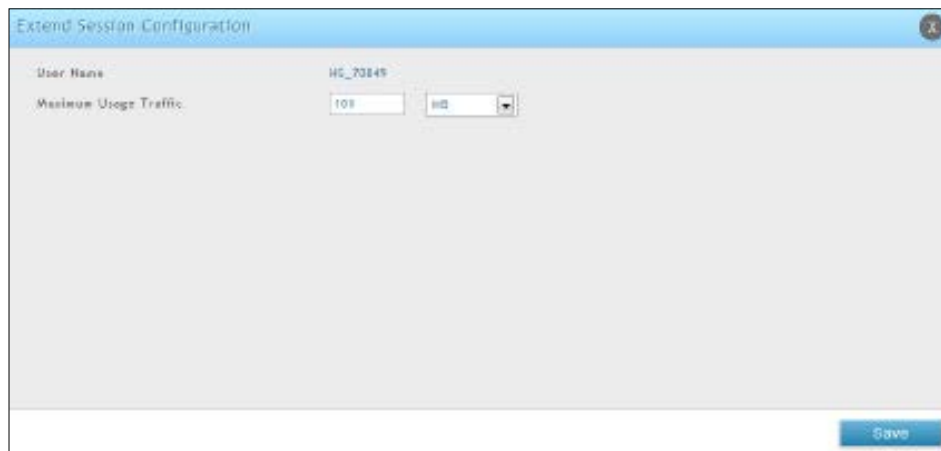 Extend Session Configuration
X
User Name
HS_70849
Maximum Usage Traffic
100
MB
Save